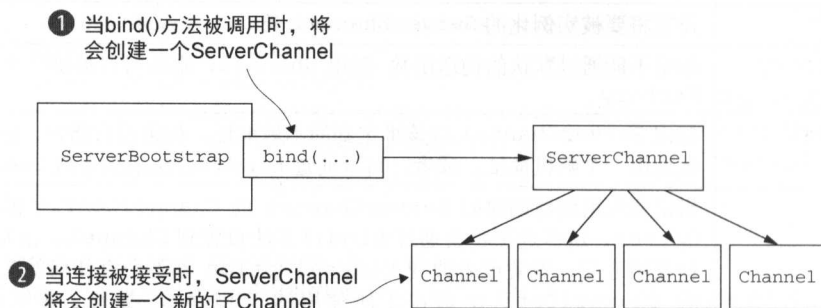 ❶ 当bind()方法被调用时，将
会创建一个ServerChannel
ServerBootstrap
bind(...)
ServerChannel
Channel
Channel
Channel
Channel
❷ 当连接被接受时，ServerChannel
将会创建一个新的子Channel